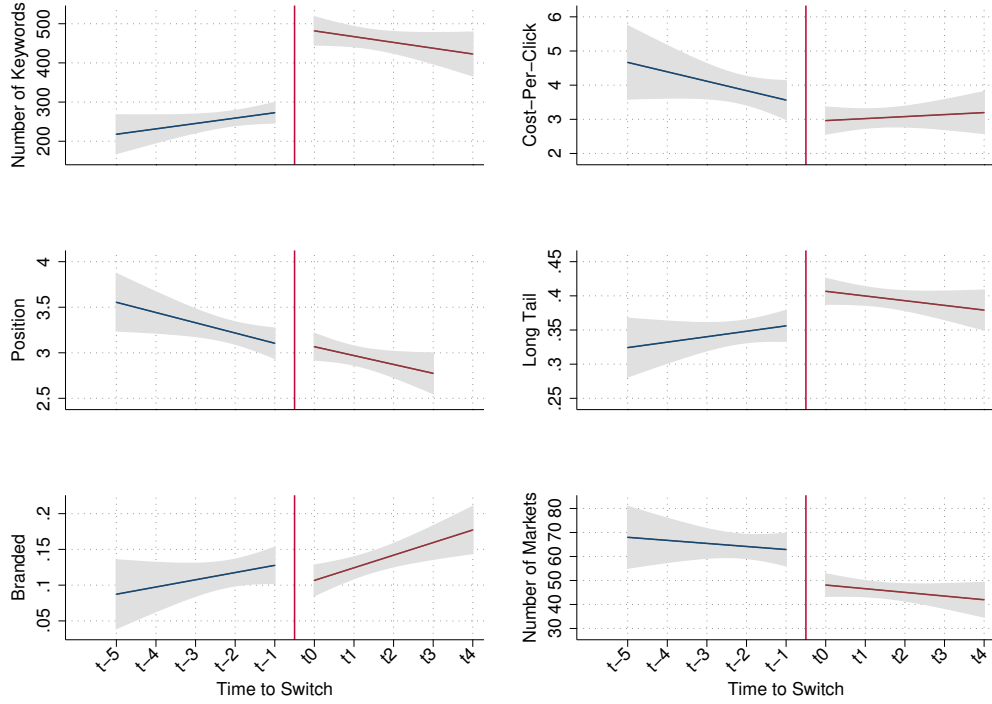 Number of Keywords
500
400
300
200
Cost−Per−Click
6
5
4
3
2
Position
4
3.5
3
2.5
Long Tail
.45
.4
.35
.3
.25
Branded
.2
.15
.1
.05
t−5 t−4 t−3 t−2 t−1 t0 t1 t2 t3 t4
Time to Switch
Number of Markets
80
70
60
50
40
30
t−5 t−4 t−3 t−2 t−1 t0 t1 t2 t3 t4
Time to Switch